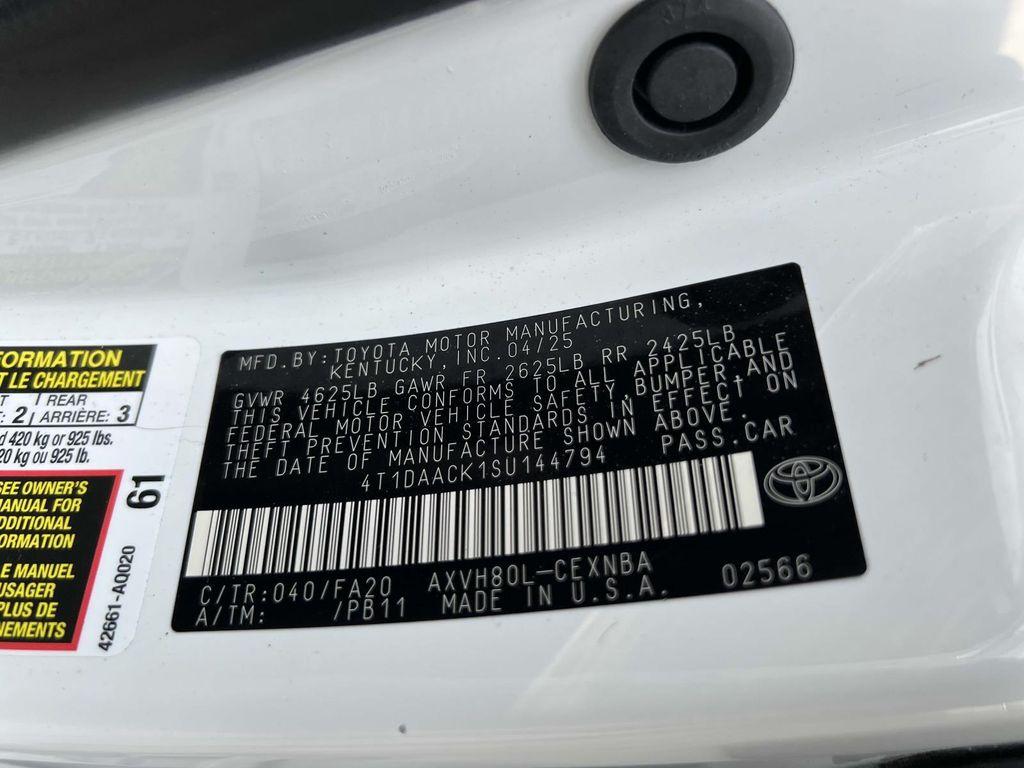 MFD.BY:TOYOTA MOTOR MANUFACTURING,
KENTUCKY, INC.04/25
GVWR 4625LB GAWR FR 2625LB RR 2425LB
THIS VEHICLE CONFORMS TO ALL APPLICABLE
FEDERAL MOTOR VEHICLE SAFETY,BUMPER,AND
THEFT PREVENTION STANDARDS IN EFFECT ON
THE DATE OF MANUFACTURE SHOWN ABOVE.
4T1DAACK1SU144794 PASS.CAR
C/TR:040/FA20 AXVH80L-CEXNBA 02566
A/TM: /PB11 MADE IN U.S.A.
FORMATION
T LE CHARGEMENT
: 2 REAR ARRIÈRE: 3
d 420 kg or 925 lbs.
20 kg ou 925 lb.
SEE OWNER'S
MANUAL FOR
DDITIONAL
ORMATION
E MANUEL
USAGER
PLUS DE
NEMENTS
61
42661-A0020